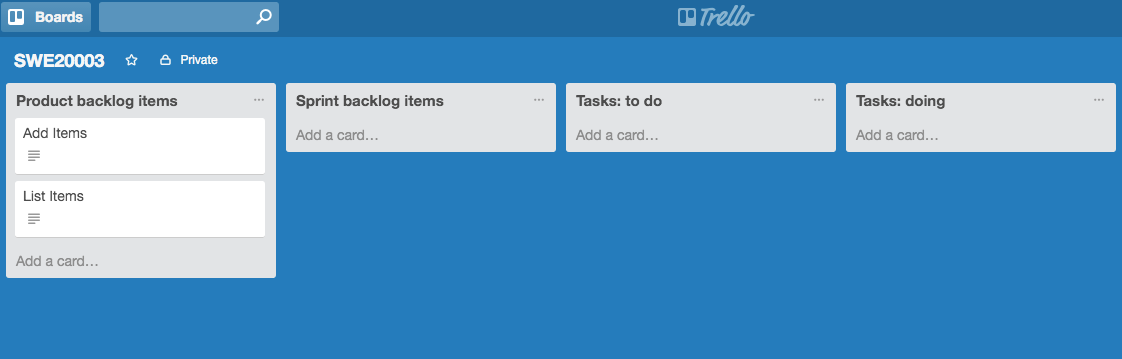 Boards
Trello
SWE20003 Private
Product backlog items
Add Items
List Items
Add a card…
Sprint backlog items
Add a card…
Tasks: to do
Add a card…
Tasks: doing
Add a card…